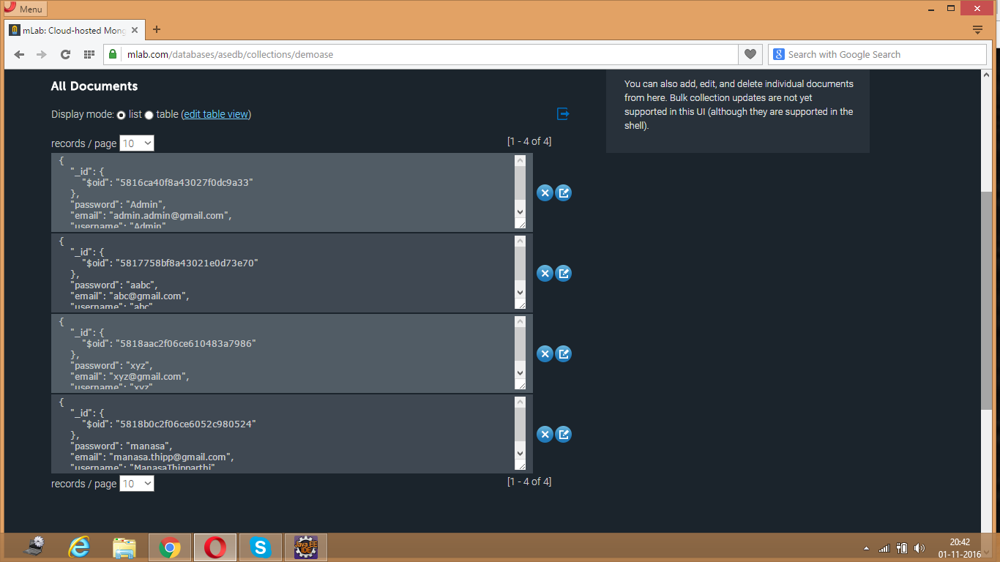 Menu
mLab: Cloud-hosted Mong
mlab.com/databases/asedb/collections/demoase
8 Search with Google Search
All Documents
Display mode: list table (edit table view)
records / page 10
[1 - 4 of 4]
{
"_id": {
"$oid": "5816ca40f8a43027f0dc9a33"
},
"password": "Admin",
"email": "admin.admin@gmail.com",
"username": "Admin"
{
"_id": {
"$oid": "5817758bf8a43021e0d73e70"
},
"password": "aabc",
"email": "abc@gmail.com",
"username": "abc"
{
"_id": {
"$oid": "5818aac2f06ce610483a7986"
},
"password": "xyz",
"email": "xyz@gmail.com",
"username": "xyz"
{
"_id": {
"$oid": "5818b0c2f06ce6052c980524"
},
"password": "manasa",
"email": "manasa.thipp@gmail.com",
"username": "ManasaThipparthi"
records / page 10
[1 - 4 of 4]
You can also add, edit, and delete individual documents
from here. Bulk collection updates are not yet
supported in this UI (although they are supported in the
shell).
Java EE
IDE
20:42
01-11-2016